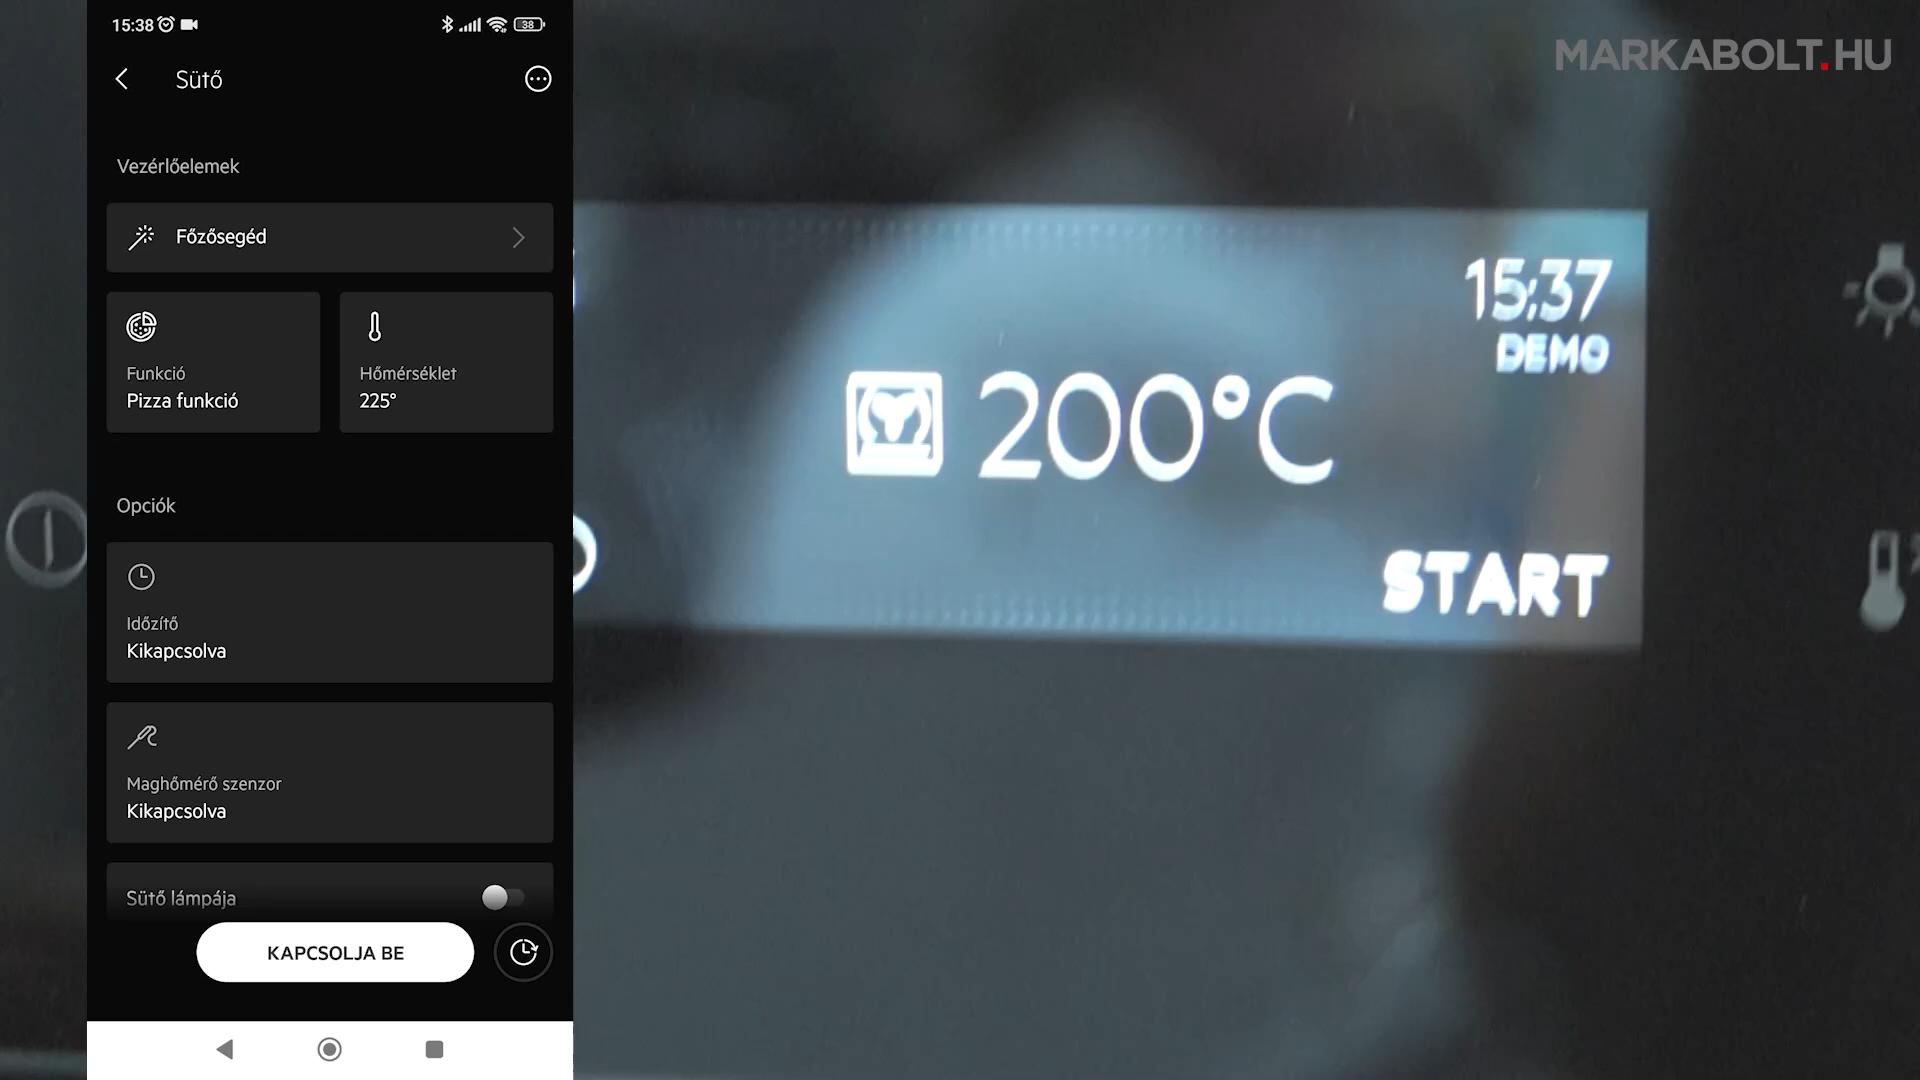 15:38
38
Sütő
Vezérlőelemek
Főzősegéd
Funkció
Pizza funkció
Hőmérséklet
225°
Opciók
Időzítő
Kikapcsolva
Maghőmérő szenzor
Kikapcsolva
Sütő lámpája
KAPCSOLJA BE
MARKABOLT.HU
15:37
DEMO
200°C
START